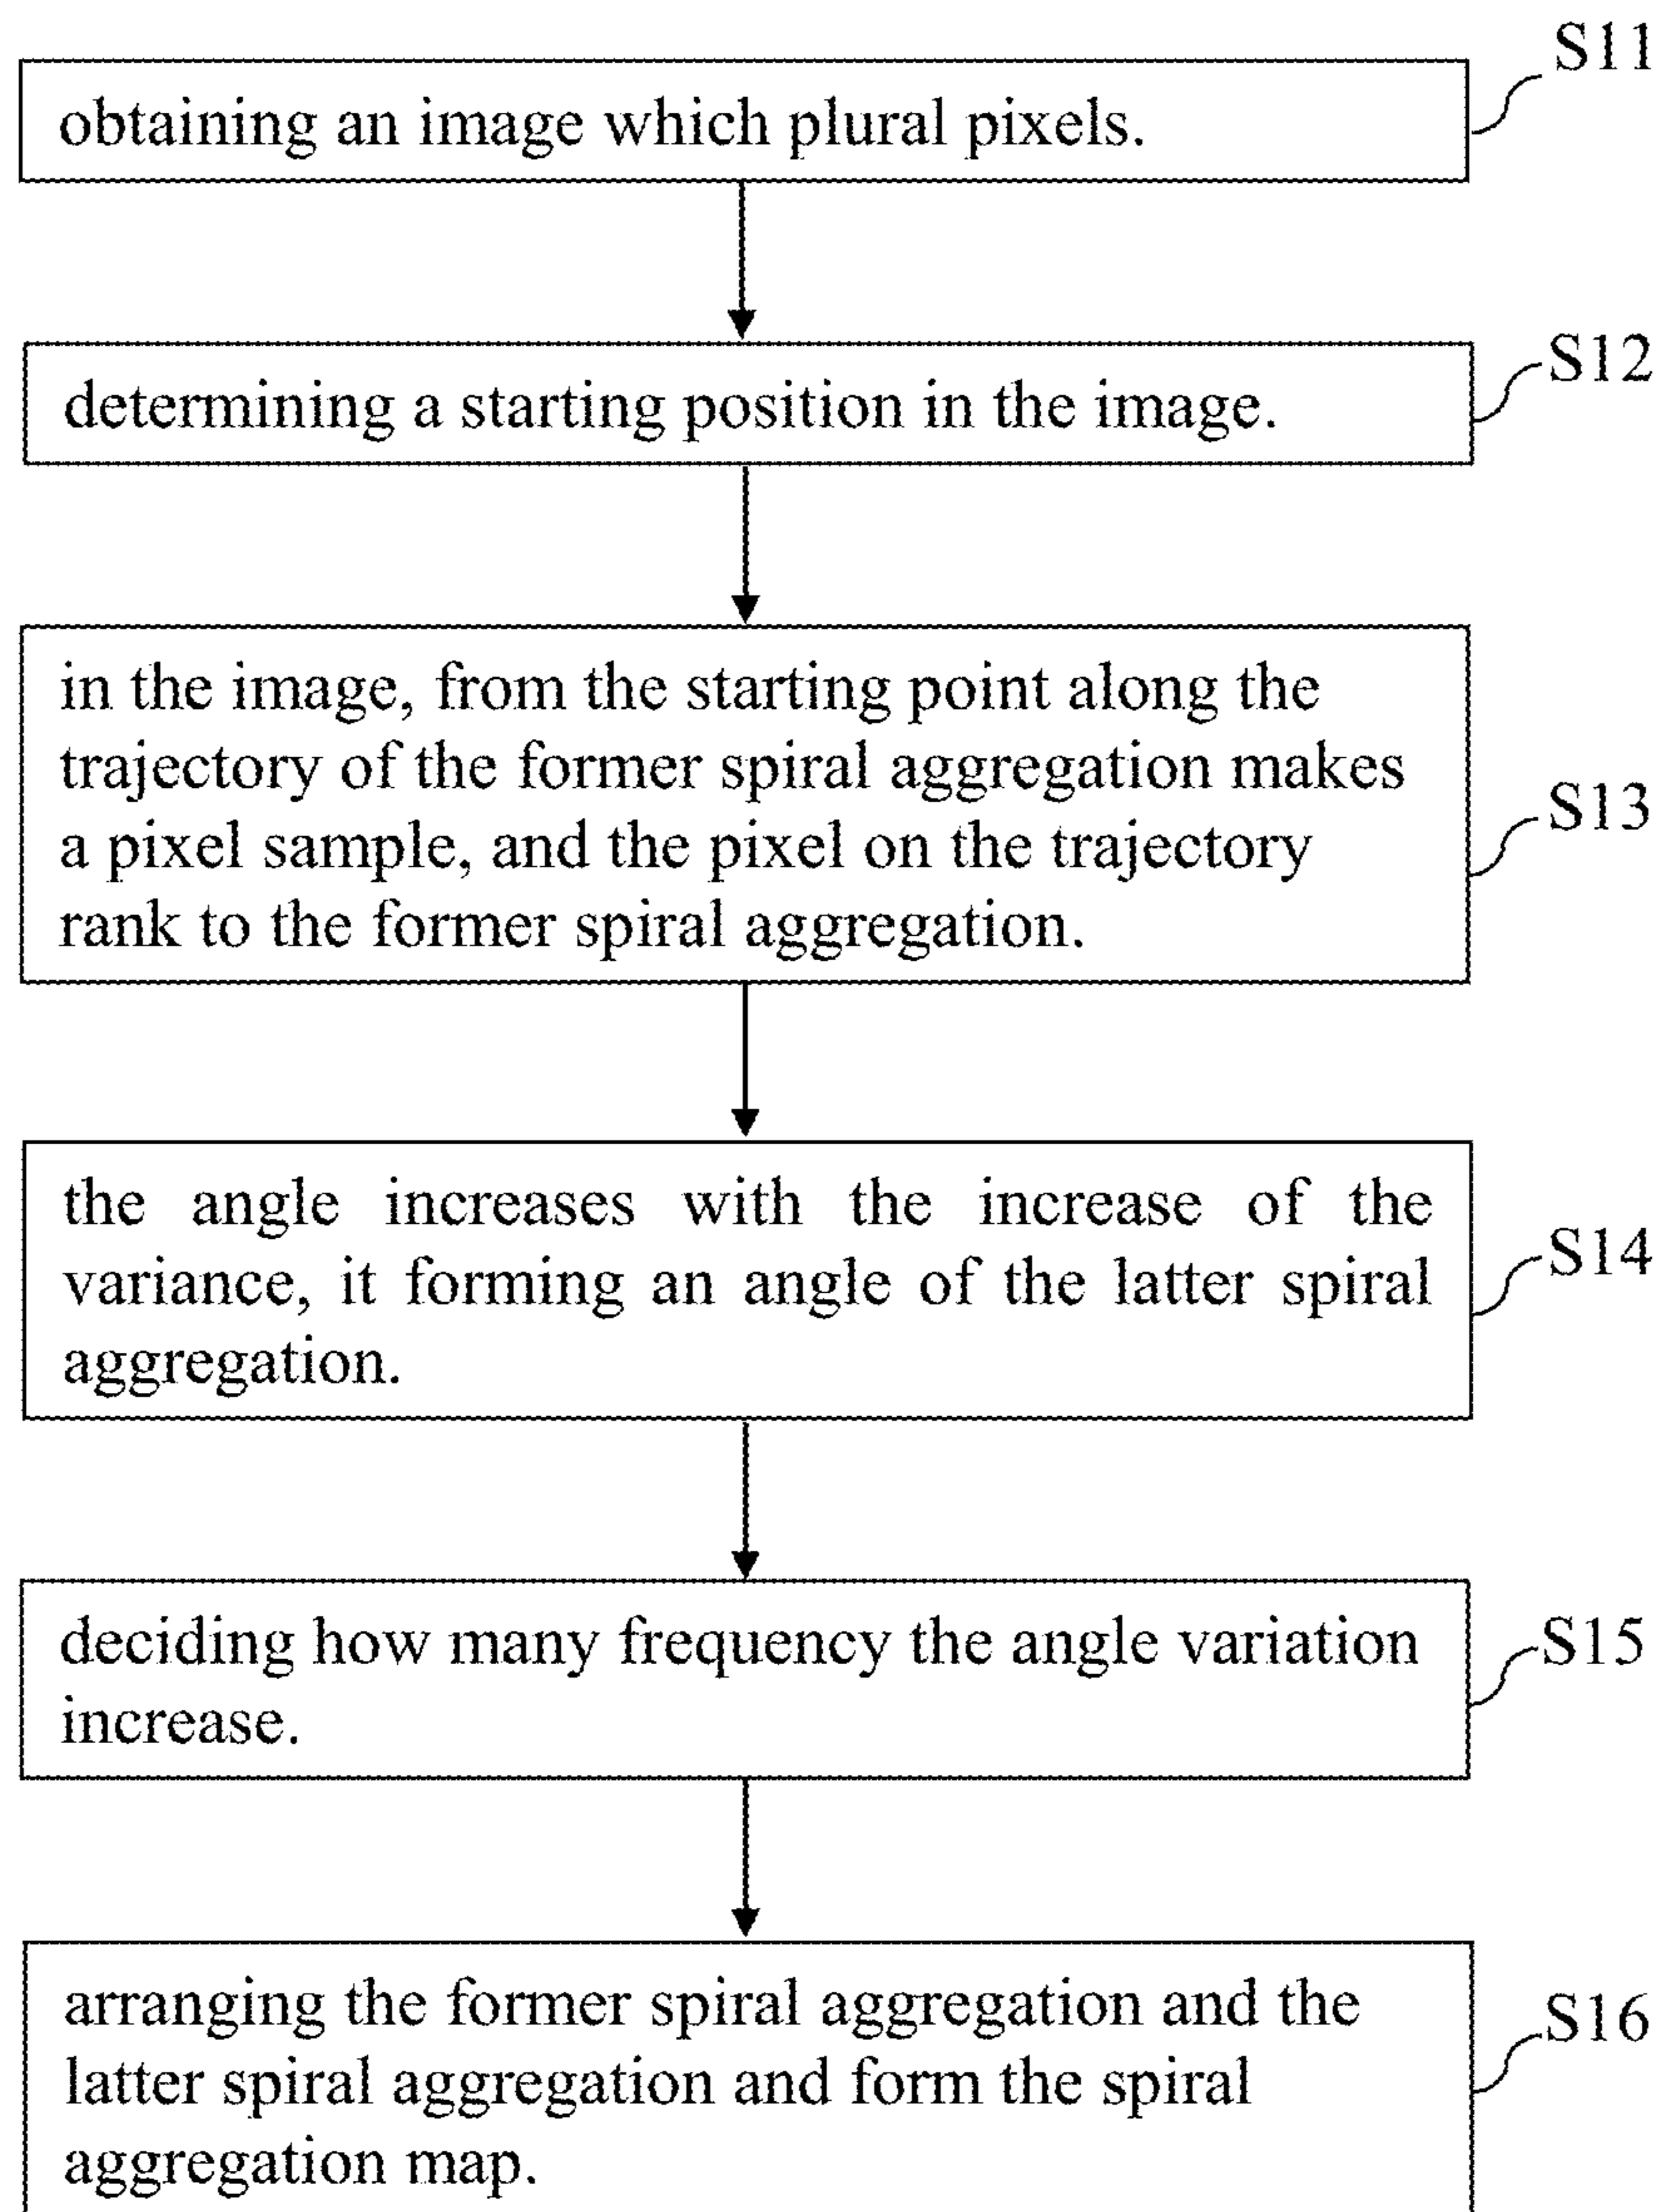 S11
obtaining an image which plural pixels.
S12
determining a starting position in the image.
in the image, from the starting point along the
trajectory of the former spiral aggregation makes
a pixel sample, and the pixel on the trajectory
rank to the former spiral aggregation.
S13
the angle increases with the increase of the
variance, it forming an angle of the latter spiral
aggregation.
S14
deciding how many frequency the angle variation
increase.
S15
arranging the former spiral aggregation and the
latter spiral aggregation and form the spiral
aggregation map.
S16